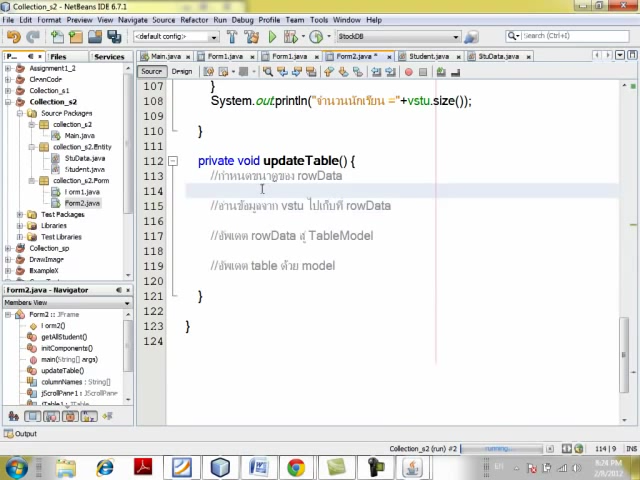 Collection_s2 - NetBeans IDE 6.7.1
File Edit View Navigate Source Refactor Run Debug Profile Team Tools Window Help
<default config>
Search (Ctrl+I)
P... Files Services
Main.java Form1.java Form1.java Form2.java * Student.java StuData.java
Source Design
Assignment1_2
CleanCode
Collection_s1
Collection_s2
Source Packages
collection_s2
Main.java
collection_s2.Entity
StuData.java
Student.java
collection_s2.Form
Form1.java
Form2.java
Test Packages
Libraries
Test Libraries
Collection_sp
DrawImage
ExampleX
Form2.java - Navigator
Members View
Form2 :: JFrame
Form2()
getAllStudent()
initComponents()
main(String[] args)
updateTable()
columnNames : String[]
jScrollPane1 : JScrollPane
jTable1 : JTable
107 }
108 System.out.println("จำนวนนักเรียน ="+vstu.size());
109
110 }
111
112 private void updateTable() {
113 //กำหนดขนาดของ rowData
114
115 //อ่านข้อมูลจาก vstu ไปเก็บที่ rowData
116
117 //อัพเดต rowData สู่ TableModel
118
119 //อัพเดต table ด้วย model
120
121 }
122
123 }
124
Output
Collection_s2 (run) #2 running... 114 | 9 INS
EN 8:24 PM
2/8/2012